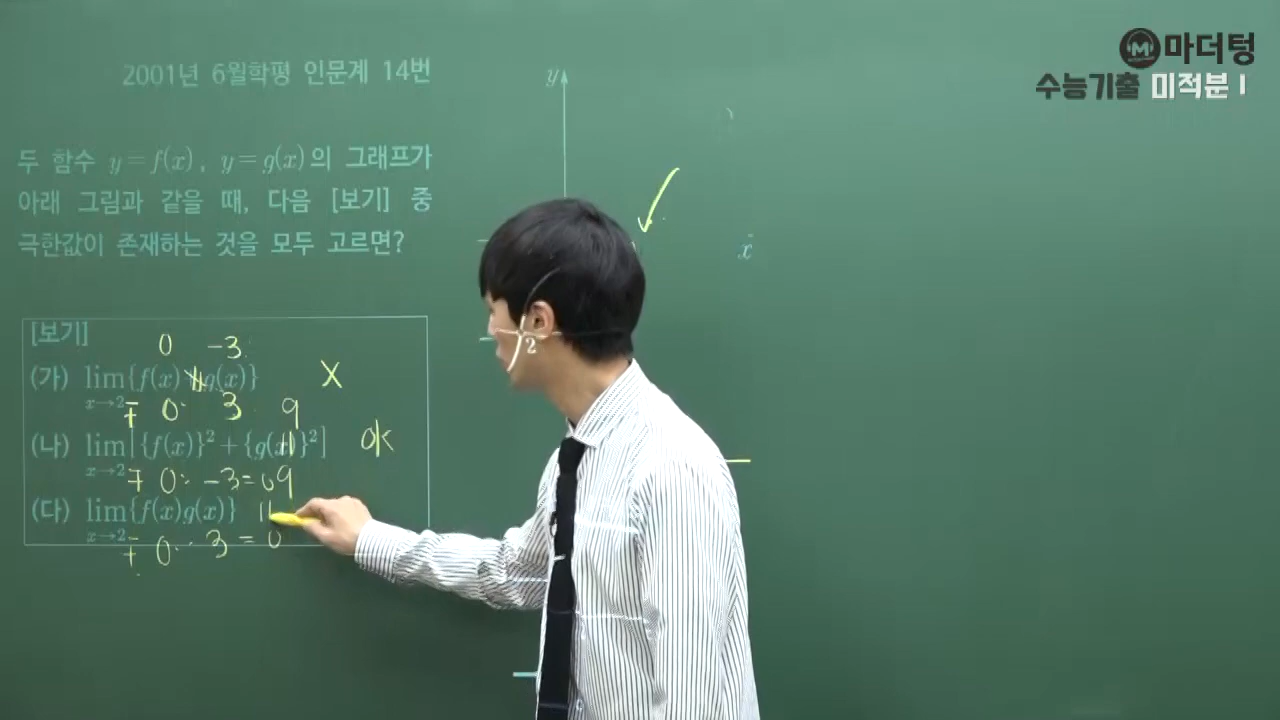 마더텅
수능기출 미적분 I
2001년 6월학평 인문계 14번
y
두 함수 y=f(x), y=g(x)의 그래프가
아래 그림과 같을 때, 다음 [보기] 중
극한값이 존재하는 것을 모두 고르면?
x
[보기]
0 -3
(가) lim{f(x) g(x)} X
x→2
- + 0 3 9
(나) lim[{f(x)}²+{g(x)}²] ok
x→2
- + 0 · -3 = 0 9
(다) lim{f(x)g(x)}
x→2
- + 0 · 3 = 0
2